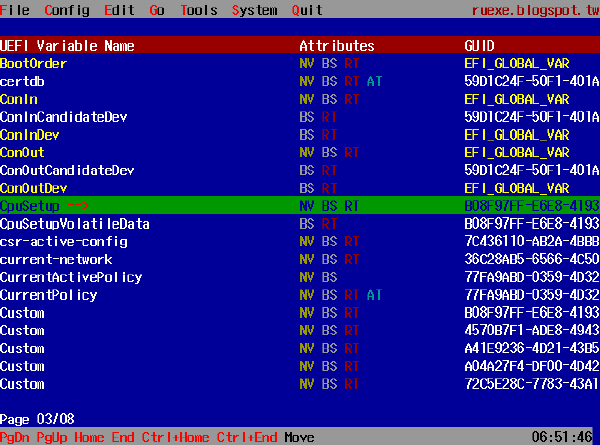 File Config Edit Go Tools System Quit ruexe.blogspot.tw
UEFI Variable Name Attributes GUID
BootOrder NV BS RT EFI_GLOBAL_VAR
certdb NV BS RT AT 59D1C24F-50F1-401A
ConIn NV BS RT EFI_GLOBAL_VAR
ConInCandidateDev BS RT 59D1C24F-50F1-401A
ConInDev BS RT EFI_GLOBAL_VAR
ConOut NV BS RT EFI_GLOBAL_VAR
ConOutCandidateDev BS RT 59D1C24F-50F1-401A
ConOutDev BS RT EFI_GLOBAL_VAR
CpuSetup --> NV BS RT B08F97FF-E6E8-4193
CpuSetupVolatileData BS RT B08F97FF-E6E8-4193
csr-active-config NV BS RT 7C436110-AB2A-4BBB
current-network NV BS RT 36C28AB5-6566-4C50
CurrentActivePolicy NV BS 77FA9ABD-0359-4D32
CurrentPolicy NV BS RT AT 77FA9ABD-0359-4D32
Custom NV BS RT B08F97FF-E6E8-4193
Custom NV BS RT 4570B7F1-ADE8-4943
Custom NV BS RT A41E9236-4D21-43B5
Custom NV BS RT A04A27F4-DF00-4D42
Custom NV BS RT 72C5E28C-7783-43A1
Page 03/08
PgDn PgUp Home End Ctrl+Home Ctrl+End Move 06:51:46